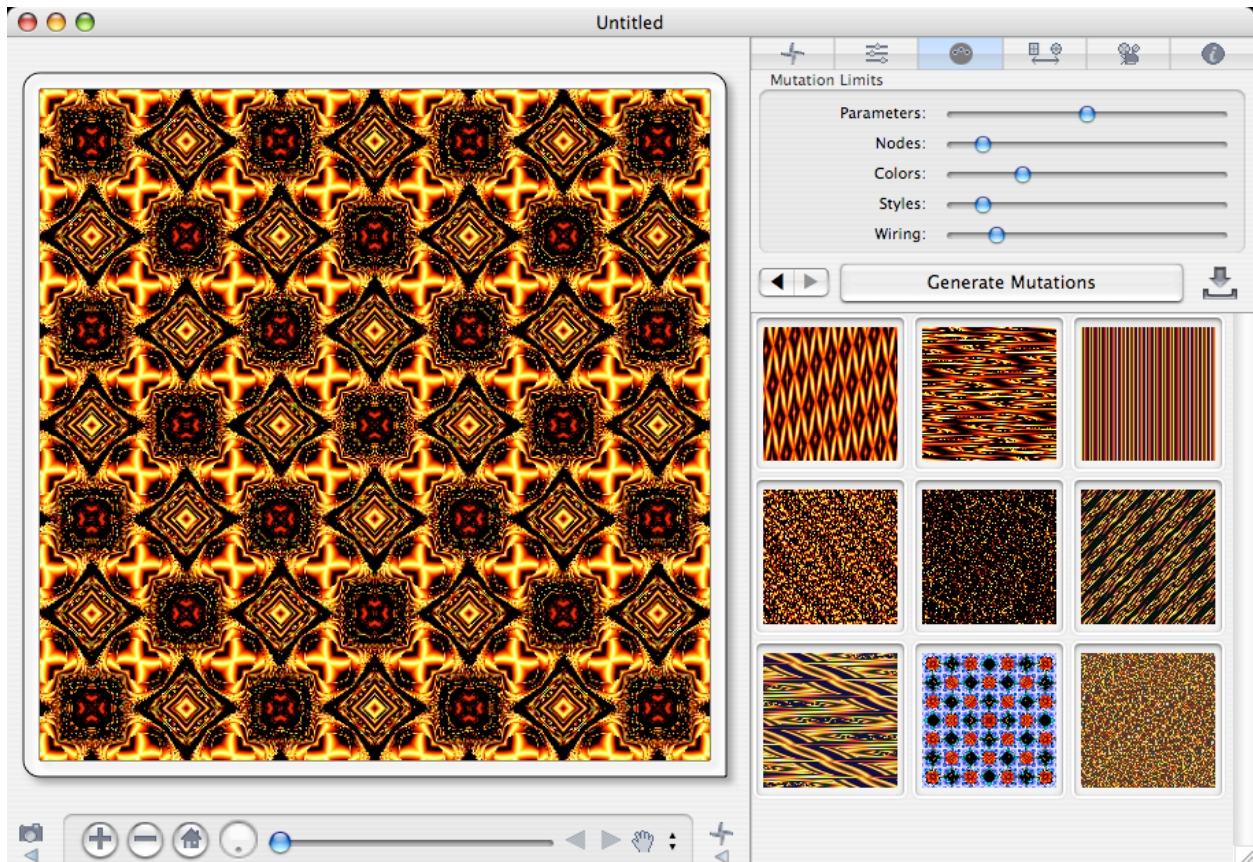 Untitled
Mutation Limits
Parameters:
Nodes:
Colors:
Styles:
Wiring:
Generate Mutations